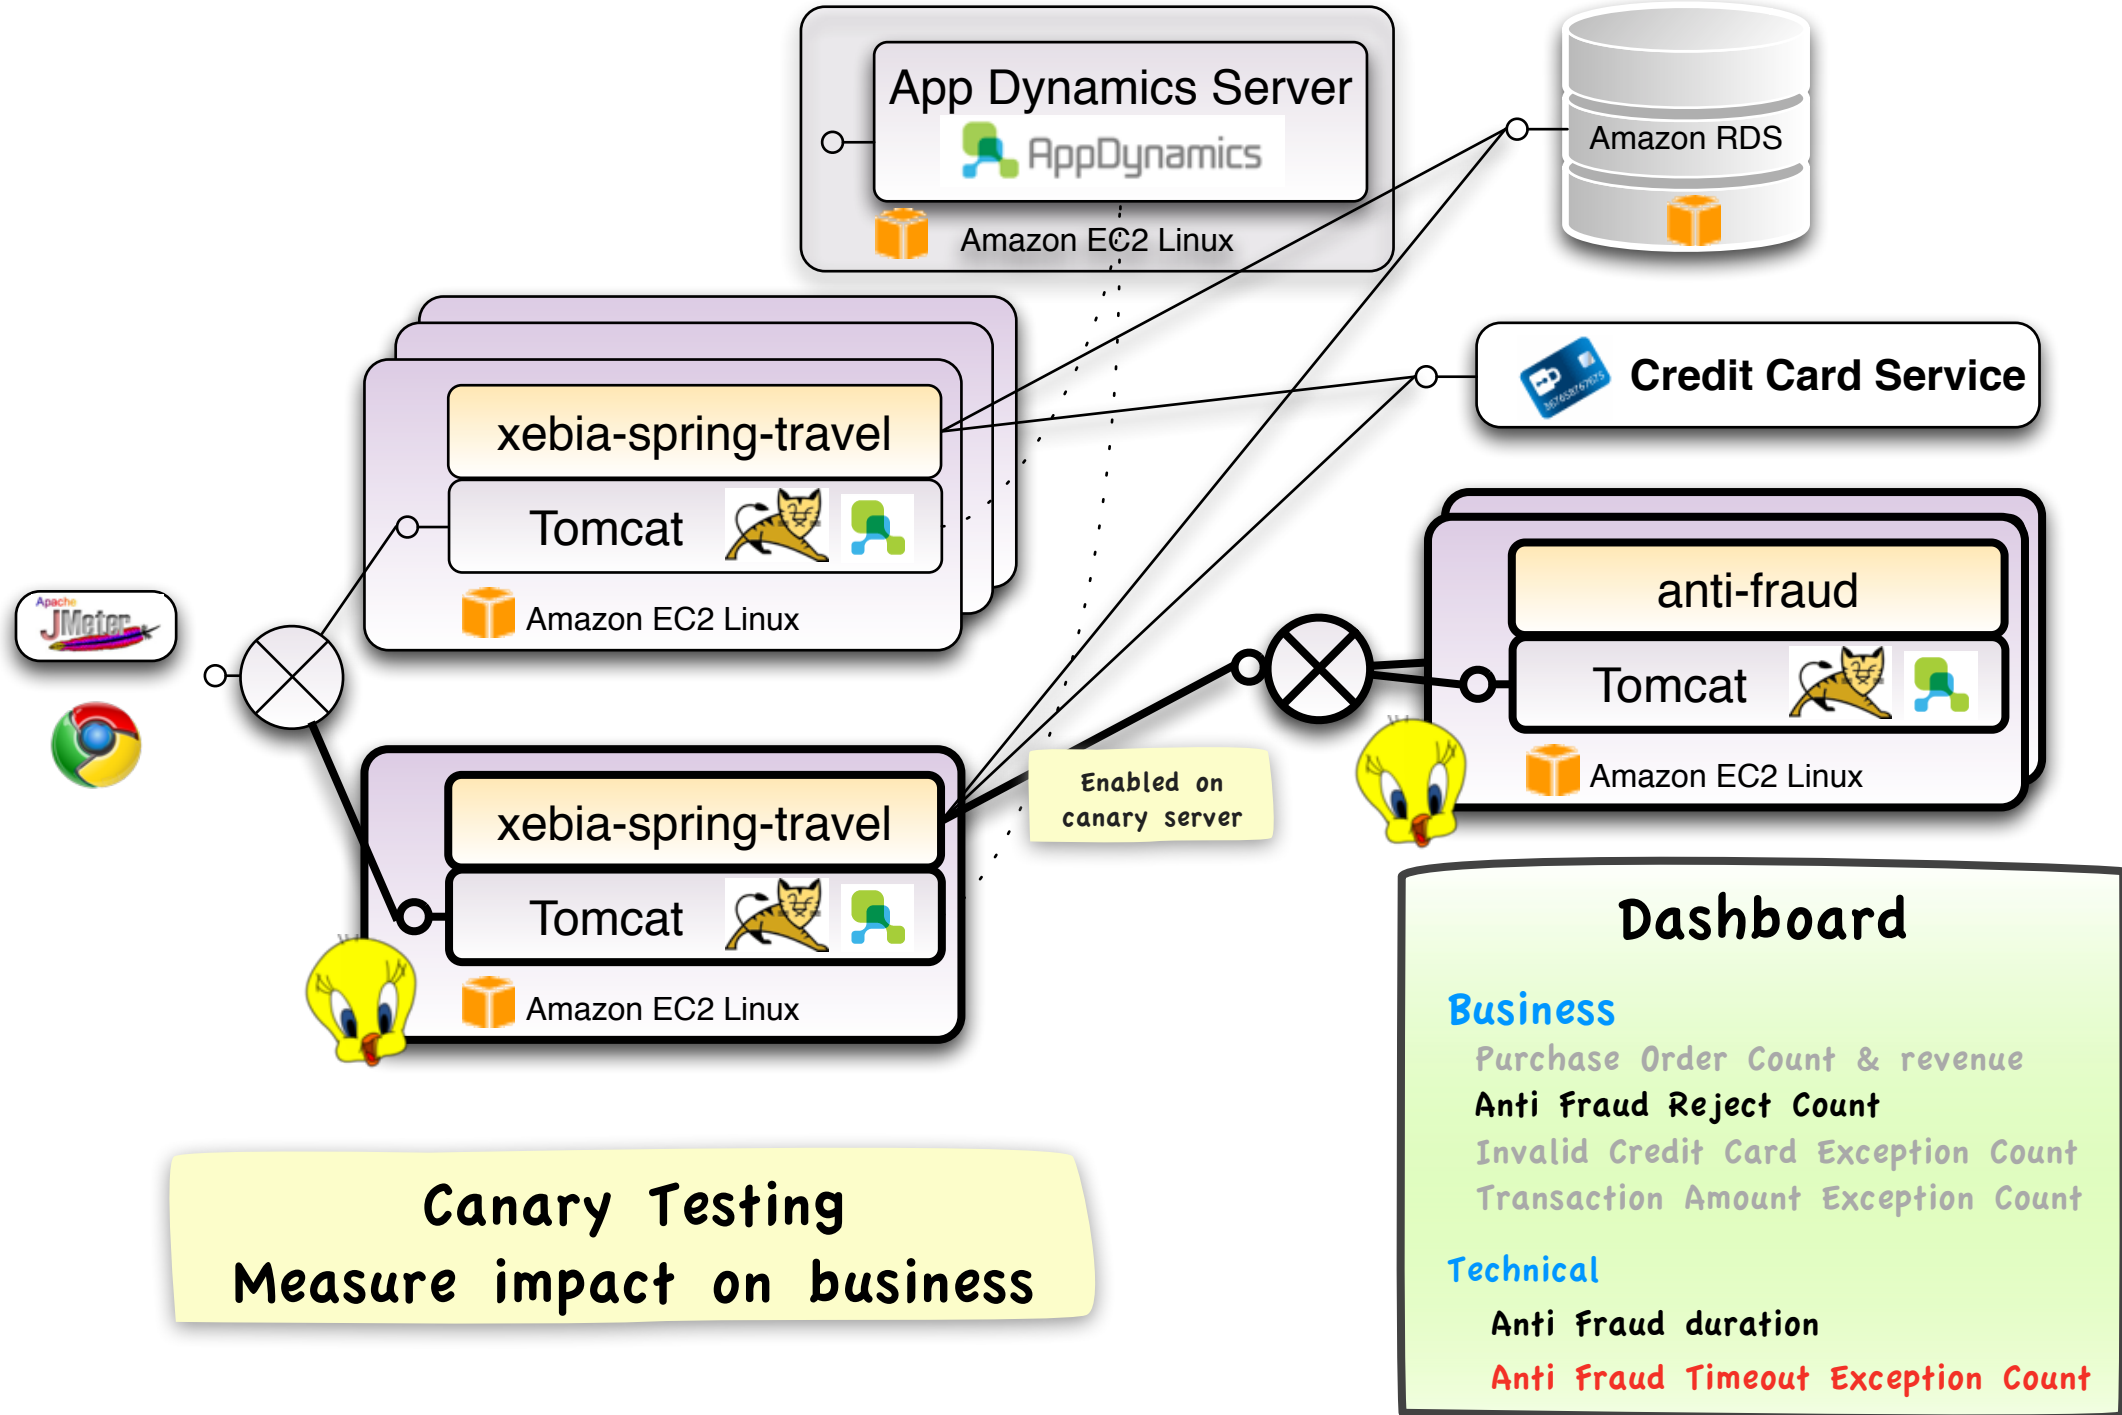 App Dynamics Server
AppDynamics
Amazon EC2 Linux
Amazon RDS
Credit Card Service
xebia-spring-travel
Tomcat
Amazon EC2 Linux
Apache
JMeter
anti-fraud
Tomcat
Amazon EC2 Linux
Enabled on
canary server
xebia-spring-travel
Tomcat
Amazon EC2 Linux
Dashboard
Business
Purchase Order Count & revenue
Anti Fraud Reject Count
Invalid Credit Card Exception Count
Transaction Amount Exception Count
Technical
Anti Fraud duration
Anti Fraud Timeout Exception Count
Canary Testing
Measure impact on business